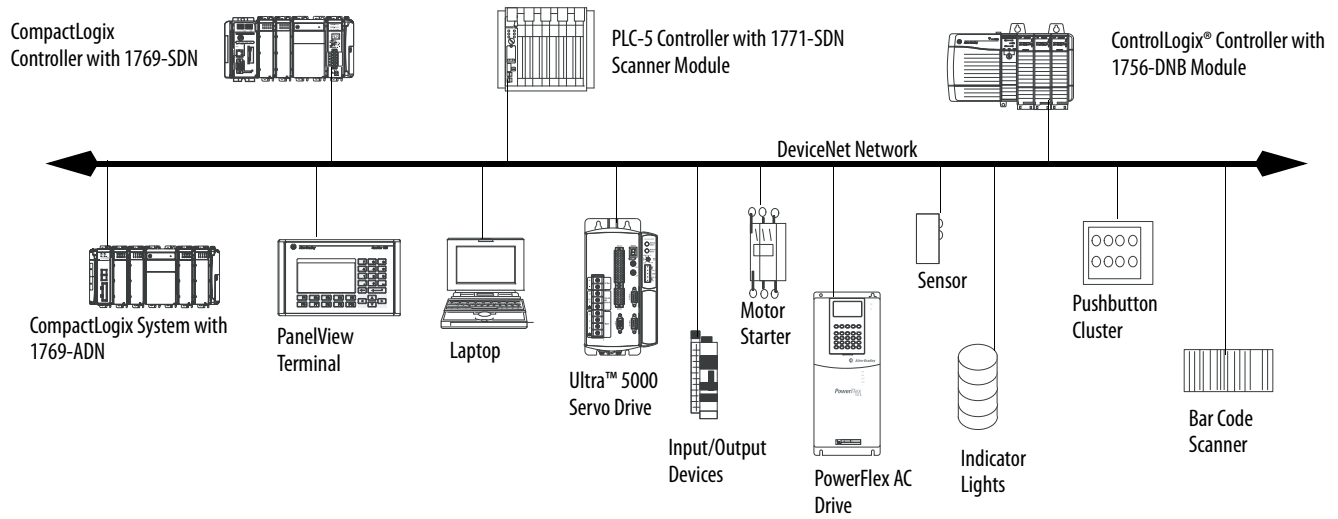 CompactLogix
Controller with 1769-SDN
PLC-5 Controller with 1771-SDN
Scanner Module
ControlLogix® Controller with
1756-DNB Module
DeviceNet Network
CompactLogix System with
1769-ADN
PanelView
Terminal
Laptop
Ultra™ 5000
Servo Drive
Input/Output
Devices
Motor
Starter
PowerFlex
PowerFlex AC
Drive
Sensor
Indicator
Lights
Pushbutton
Cluster
Bar Code
Scanner